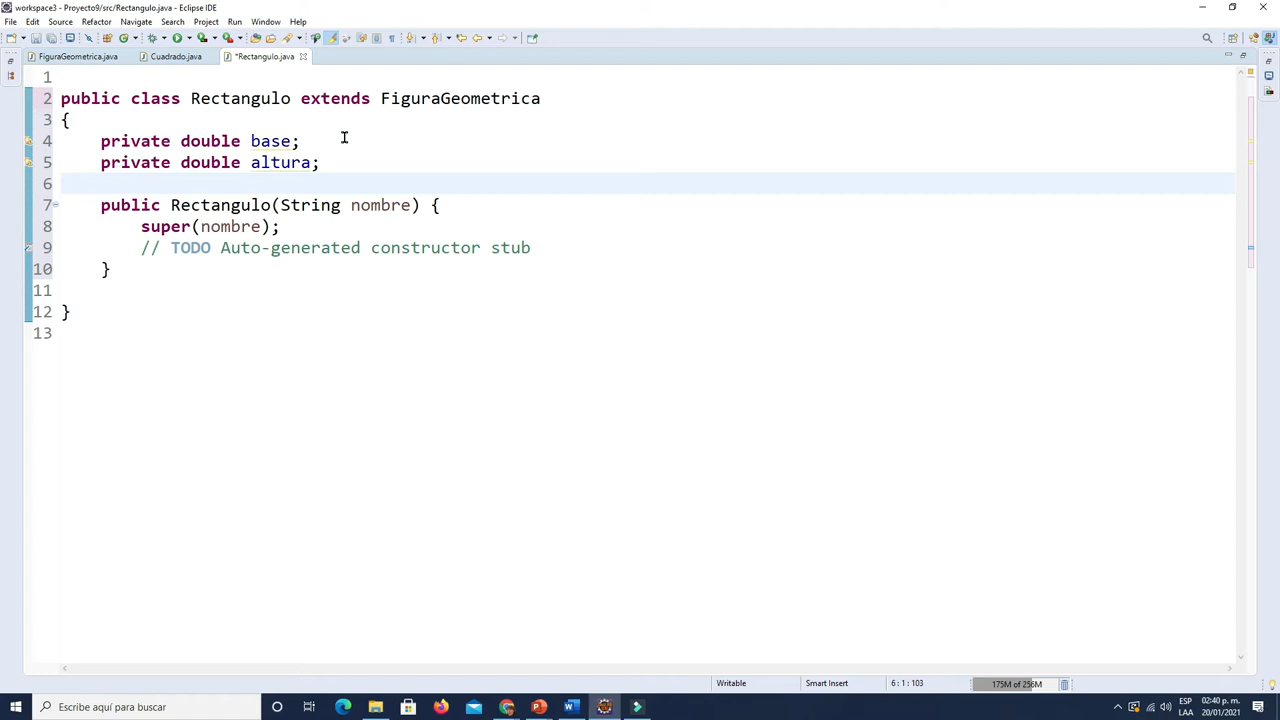 workspace3 - Proyecto9/src/Rectangulo.java - Eclipse IDE
File Edit Source Refactor Navigate Search Project Run Window Help
FiguraGeometrica.java Cuadrado.java *Rectangulo.java
1
2 public class Rectangulo extends FiguraGeometrica
3 {
4 private double base;
5 private double altura;
6
7 public Rectangulo(String nombre) {
8 super(nombre);
9 // TODO Auto-generated constructor stub
10 }
11
12 }
13
Writable Smart Insert 6 : 1 : 103 175M of 256M
Escribe aquí para buscar
ESP 02:40 p. m.
LAA 20/01/2021